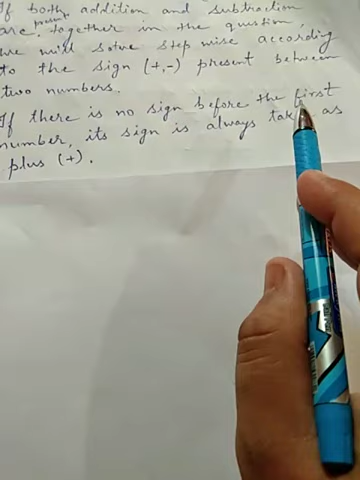 If both addition and subtraction
are present together in the question,
we will solve step wise according
to the sign (+,-) present between
two numbers.
If there is no sign before the first
number, its sign is always tak as
plus (+).